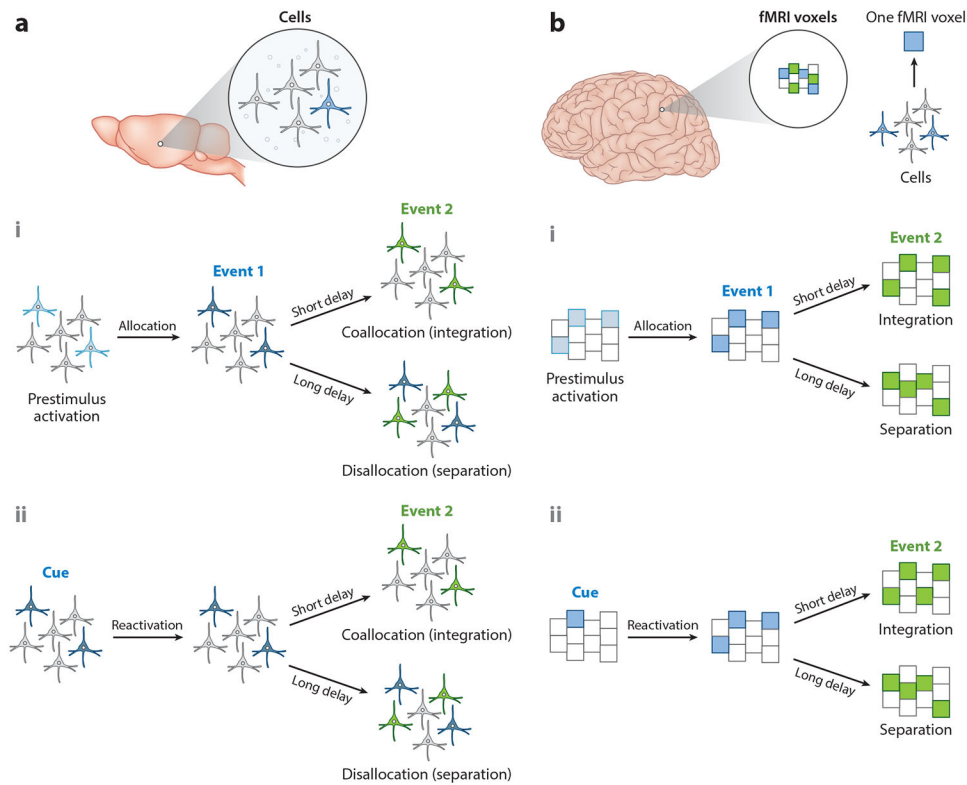 a
Cells
i
Prestimulus
activation
Allocation
Event 1
Short delay
Long delay
Event 2
Coallocation (integration)
Disallocation (separation)
ii
Cue
Reactivation
Short delay
Long delay
Event 2
Coallocation (integration)
Disallocation (separation)
b
fMRI voxels
One fMRI voxel
Cells
i
Prestimulus
activation
Allocation
Event 1
Short delay
Long delay
Event 2
Integration
Separation
ii
Cue
Reactivation
Short delay
Long delay
Event 2
Integration
Separation